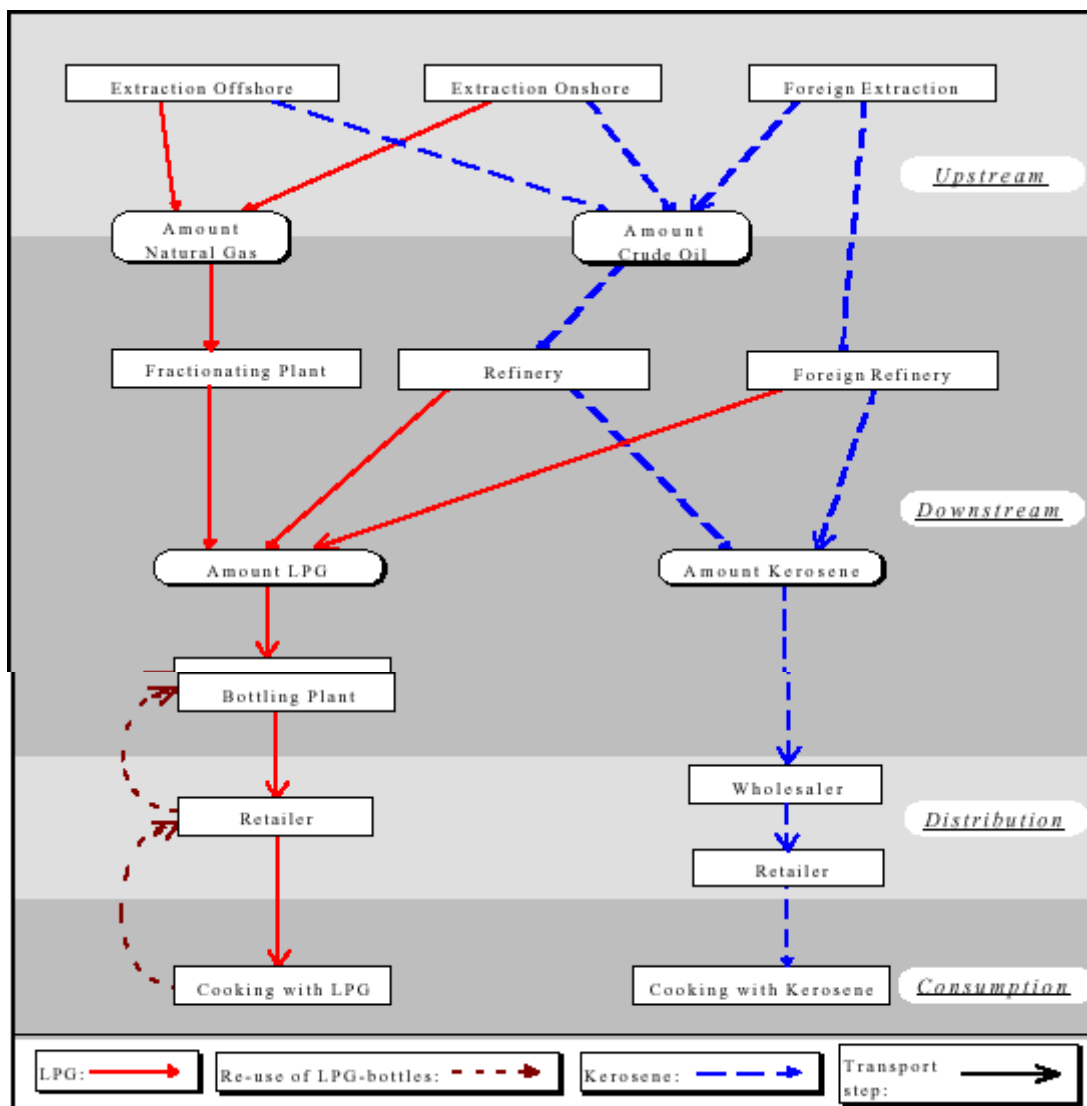 Extraction Offshore
Extraction Onshore
Foreign Extraction
Upstream
Amount
Natural Gas
Amount
Crude Oil
Fractionating Plant
Refinery
Foreign Refinery
Downstream
Amount LPG
Amount Kerosene
Bottling Plant
Wholesaler
Retailer
Distribution
Retailer
Cooking with LPG
Cooking with Kerosene
Consumption
LPG:
Re-use of LPG-bottles:
Kerosene:
Transport
step: